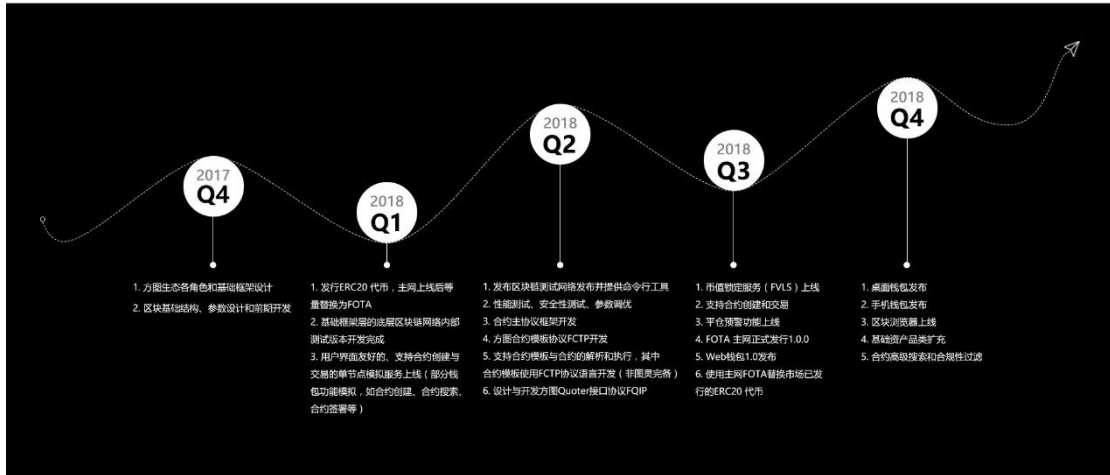 2017
Q4
1. 方图生态各角色和基础框架设计
2. 区块基础结构、参数设计和前期开发
2018
Q1
1. 发行ERC20 代币，主网上线后等
量替换为FOTA
2. 基础框架层的底层区块链网络内部
测试版本开发完成
3. 用户界面友好的、支持合约创建与
交易的单节点模拟服务上线（部分钱
包功能模拟，如合约创建、合约搜索、
合约签署等）
2018
Q2
1. 发布区块链测试网络发布并提供命令行工具
2. 性能测试、安全性测试、参数调优
3. 合约主协议框架开发
4. 方图合约模板协议FCTP开发
5. 支持合约模板与合约的解析和执行，其中
合约模板使用FCTP协议语言开发（非图灵完备）
6. 设计与开发方图Quoter接口协议FQIP
2018
Q3
1. 币值锁定服务（FVLS）上线
2. 支持合约创建和交易
3. 平仓预警功能上线
4. FOTA 主网正式发行1.0.0
5. Web钱包1.0发布
6. 使用主网FOTA替换市场已发
行的ERC20 代币
2018
Q4
1. 桌面钱包发布
2. 手机钱包发布
3. 区块浏览器上线
4. 基础资产品类扩充
5. 合约高级搜索和合规性过滤